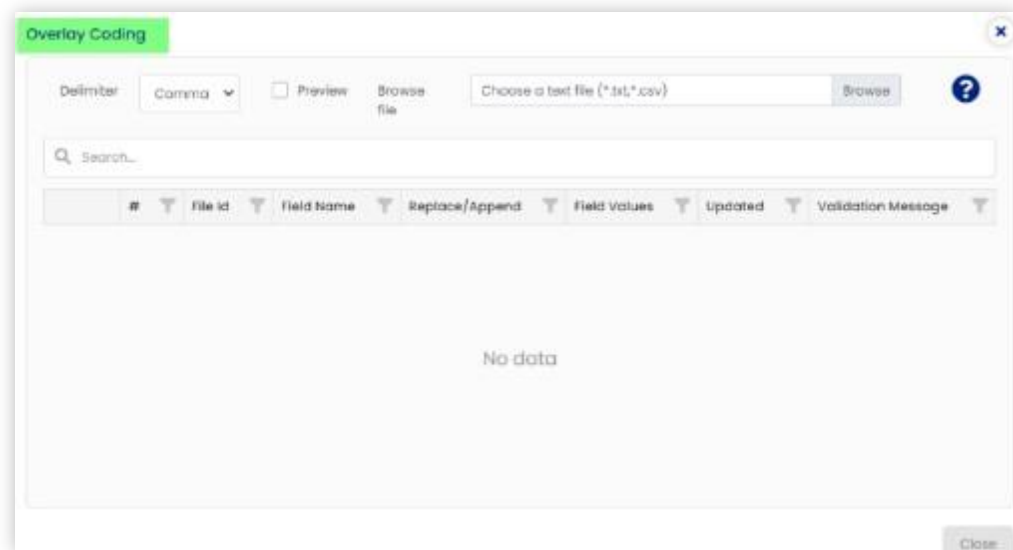 Overlay Coding
Delimiter Comma Preview Browse file Choose a text file (*.txt,*.csv) Browse
Search...
# File Id Field Name Replace/Append Field Values Updated Validation Message
No data
Close